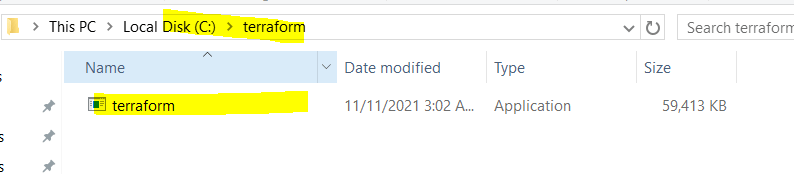 This PC > Local Disk (C:) > terraform Search terraform
Name Date modified Type Size
terraform 11/11/2021 3:02 A... Application 59,413 KB
s
s
s